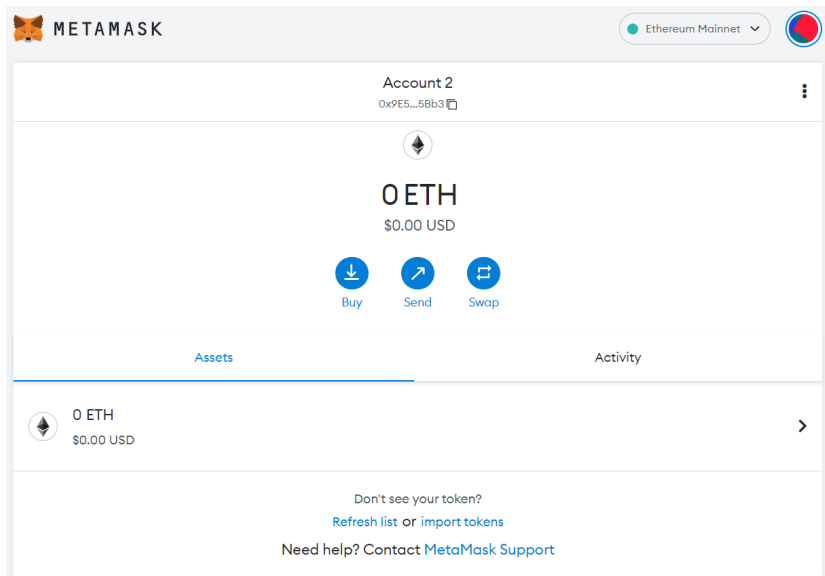 METAMASK
Ethereum Mainnet
Account 2
0x9E5...5Bb3
0 ETH
$0.00 USD
Buy Send Swap
Assets Activity
0 ETH
$0.00 USD
Don't see your token?
Refresh list or import tokens
Need help? Contact MetaMask Support